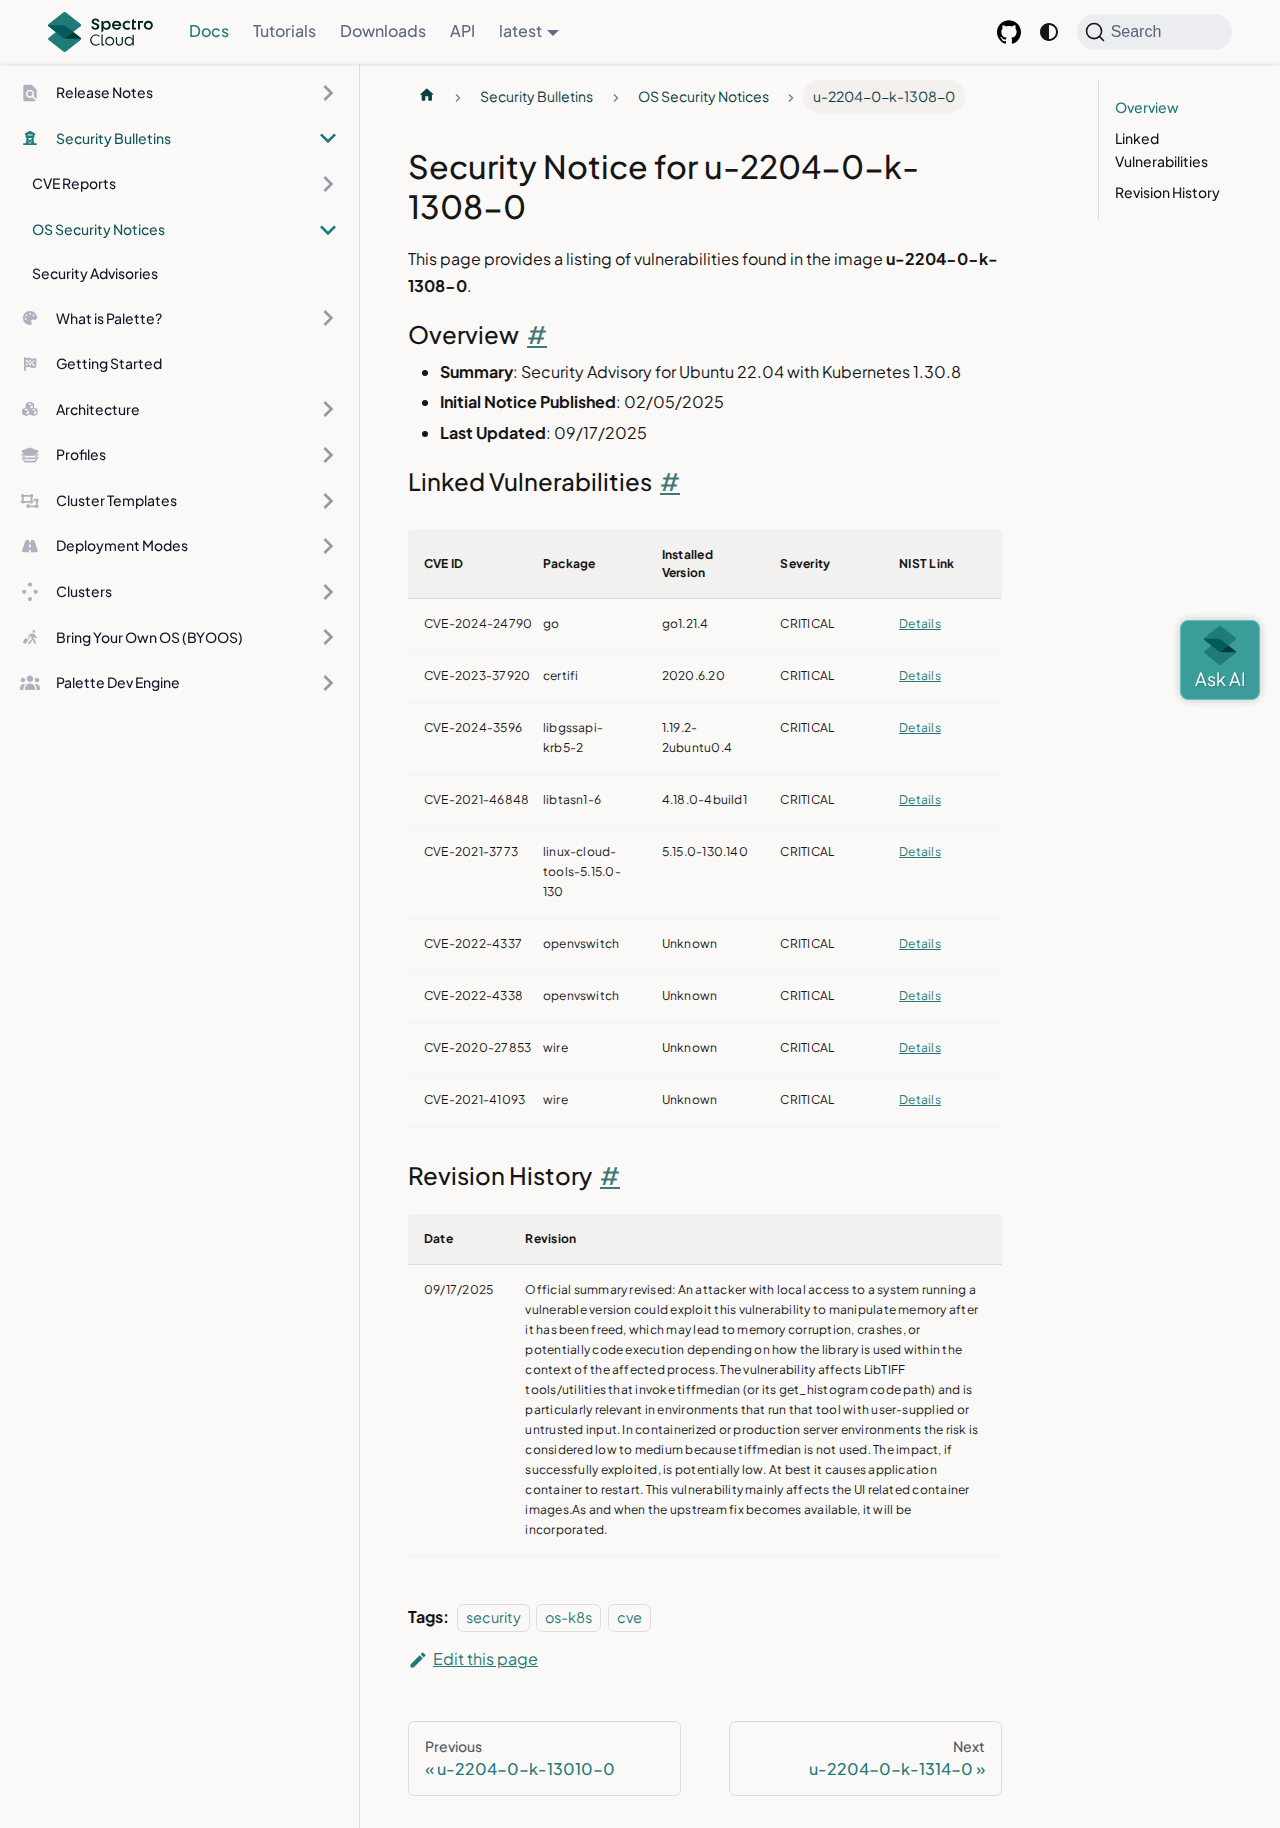 Spectro Cloud
Docs
Tutorials
Downloads
API
latest
Search
Release Notes
Security Bulletins
CVE Reports
OS Security Notices
Security Advisories
What is Palette?
Getting Started
Architecture
Profiles
Cluster Templates
Deployment Modes
Clusters
Bring Your Own OS (BYOOS)
Palette Dev Engine
Security Bulletins
OS Security Notices
u-2204-0-k-1308-0
Security Notice for u-2204-0-k-
1308-0
This page provides a listing of vulnerabilities found in the image u-2204-0-k-
1308-0.
Overview #
Summary: Security Advisory for Ubuntu 22.04 with Kubernetes 1.30.8
Initial Notice Published: 02/05/2025
Last Updated: 09/17/2025
Linked Vulnerabilities #
CVE ID Package Installed Version Severity NIST Link
CVE-2024-24790 go go1.21.4 CRITICAL Details
CVE-2023-37920 certifi 2020.6.20 CRITICAL Details
CVE-2024-3596 libgssapi-krb5-2 1.19.2-2ubuntu0.4 CRITICAL Details
CVE-2021-46848 libtasn1-6 4.18.0-4build1 CRITICAL Details
CVE-2021-3773 linux-cloud-tools-5.15.0-130 5.15.0-130.140 CRITICAL Details
CVE-2022-4337 openvswitch Unknown CRITICAL Details
CVE-2022-4338 openvswitch Unknown CRITICAL Details
CVE-2020-27853 wire Unknown CRITICAL Details
CVE-2021-41093 wire Unknown CRITICAL Details
Revision History #
Date Revision
09/17/2025 Official summary revised: An attacker with local access to a system running a
vulnerable version could exploit this vulnerability to manipulate memory after
it has been freed, which may lead to memory corruption, crashes, or
potentially code execution depending on how the library is used within the
context of the affected process. The vulnerability affects LibTIFF
tools/utilities that invoke tiffmedian (or its get_histogram code path) and is
particularly relevant in environments that run that tool with user-supplied or
untrusted input. In containerized or production server environments the risk is
considered low to medium because tiffmedian is not used. The impact, if
successfully exploited, is potentially low. At best it causes application
container to restart. This vulnerability mainly affects the UI related container
images.As and when the upstream fix becomes available, it will be
incorporated.
Tags: security os-k8s cve
Edit this page
Previous
« u-2204-0-k-13010-0
Next
u-2204-0-k-1314-0 »
Overview
Linked
Vulnerabilities
Revision History
Ask AI